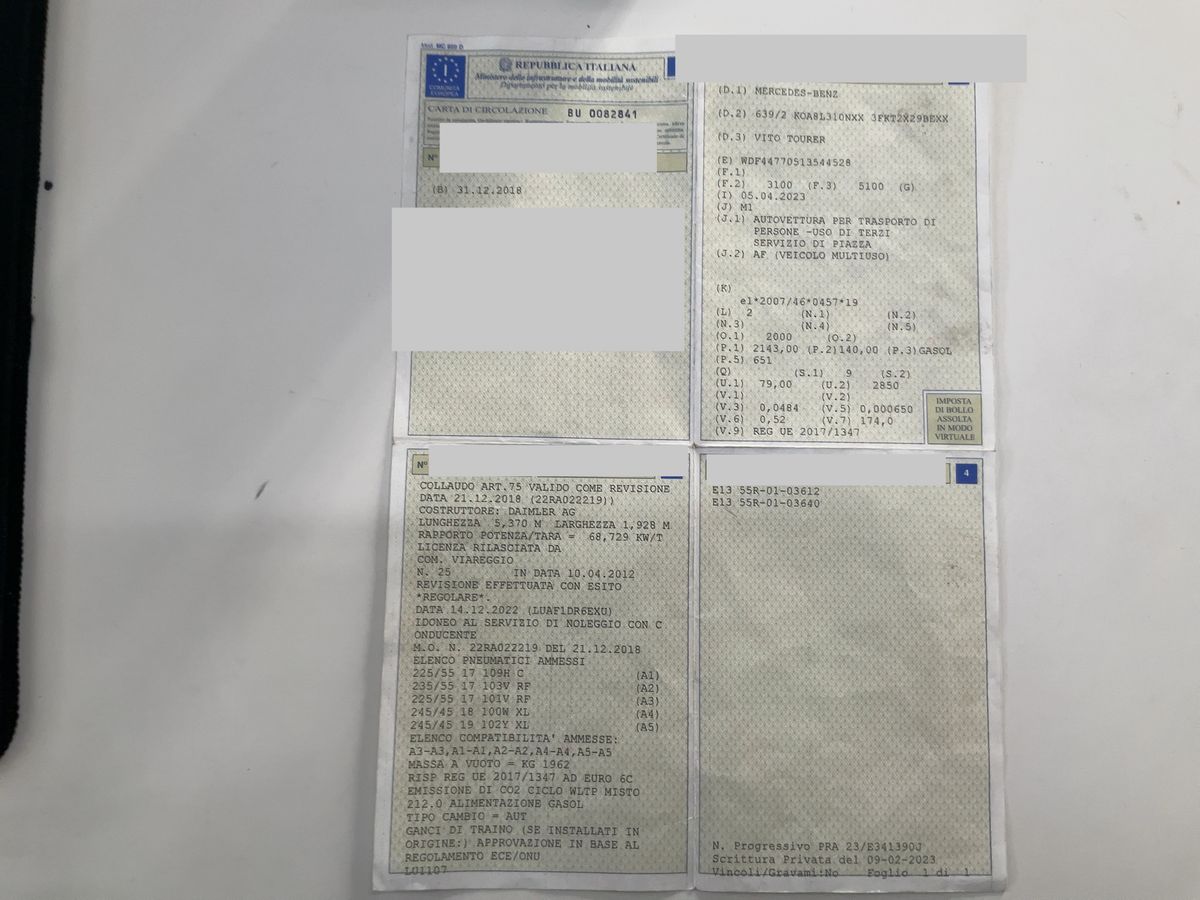 Mod. MC 820 D
REPUBBLICA ITALIANA
Ministero delle infrastrutture e della mobilità sostenibili
Dipartimento per la mobilità sostenibile
I
COMUNITÀ
EUROPEA
CARTA DI CIRCOLAZIONE BU 0082841
N°
(B) 31.12.2018
(D.1) MERCEDES-BENZ
(D.2) 639/2 KOA8L310NXX 3FKT2X29BEXX
(D.3) VITO TOURER
(E) WDF44770513544528
(F.1)
(F.2) 3100 (F.3) 5100 (G)
(I) 05.04.2023
(J) M1
(J.1) AUTOVETTURA PER TRASPORTO DI
PERSONE -USO DI TERZI
SERVIZIO DI PIAZZA
(J.2) AF (VEICOLO MULTIUSO)
(K)
e1*2007/46*0457*19
(L) 2 (N.1) (N.2)
(N.3) (N.4) (N.5)
(O.1) 2000 (O.2)
(P.1) 2143,00 (P.2)140,00 (P.3)GASOL
(P.5) 651
(Q) (S.1) 9 (S.2)
(U.1) 79,00 (U.2) 2850
(V.1) (V.2)
(V.3) 0,0484 (V.5) 0,000650
(V.6) 0,52 (V.7) 174,0
(V.9) REG UE 2017/1347
IMPOSTA
DI BOLLO
ASSOLTA
IN MODO
VIRTUALE
N°
COLLAUDO ART.75 VALIDO COME REVISIONE
DATA 21.12.2018 (22RA022219))
COSTRUTTORE: DAIMLER AG
LUNGHEZZA 5,370 M LARGHEZZA 1,928 M
RAPPORTO POTENZA/TARA = 68,729 KW/T
LICENZA RILASCIATA DA
COM. VIAREGGIO
N. 25 IN DATA 10.04.2012
REVISIONE EFFETTUATA CON ESITO
*REGOLARE*.
DATA 14.12.2022 (LUAF1DR6EXU)
IDONEO AL SERVIZIO DI NOLEGGIO CON C
ONDUCENTE
M.O. N. 22RA022219 DEL 21.12.2018
ELENCO PNEUMATICI AMMESSI
225/55 17 109H C (A1)
235/55 17 103V RF (A2)
225/55 17 101V RF (A3)
245/45 18 100W XL (A4)
245/45 19 102Y XL (A5)
ELENCO COMPATIBILITA' AMMESSE:
A3-A3,A1-A1,A2-A2,A4-A4,A5-A5
MASSA A VUOTO = KG 1962
RISP REG UE 2017/1347 AD EURO 6C
EMISSIONE DI CO2 CICLO WLTP MISTO
212.0 ALIMENTAZIONE GASOL
TIPO CAMBIO = AUT
GANCI DI TRAINO (SE INSTALLATI IN
ORIGINE:) APPROVAZIONE IN BASE AL
REGOLAMENTO ECE/ONU
LU1107
4
E13 55R-01-03612
E13 55R-01-03640
N. Progressivo PRA 23/E341390J
Scrittura Privata del 09-02-2023
Vincoli/Gravami:No Foglio 1 di 1